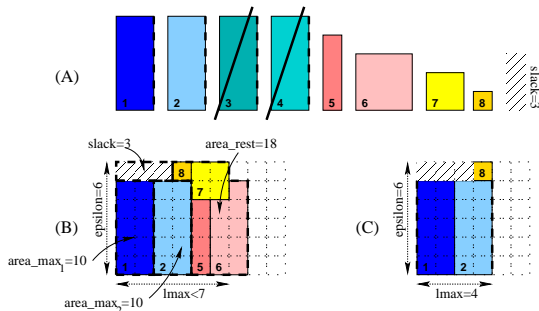 (A)
1 2 3 4 5 6 7 8
slack=3
slack=3
area_rest=18
epsilon=6
8
7
(B)
area_max1=10
1 2 5 6
area_max2=10
lmax<7
epsilon=6
8
(C)
1 2
lmax=4